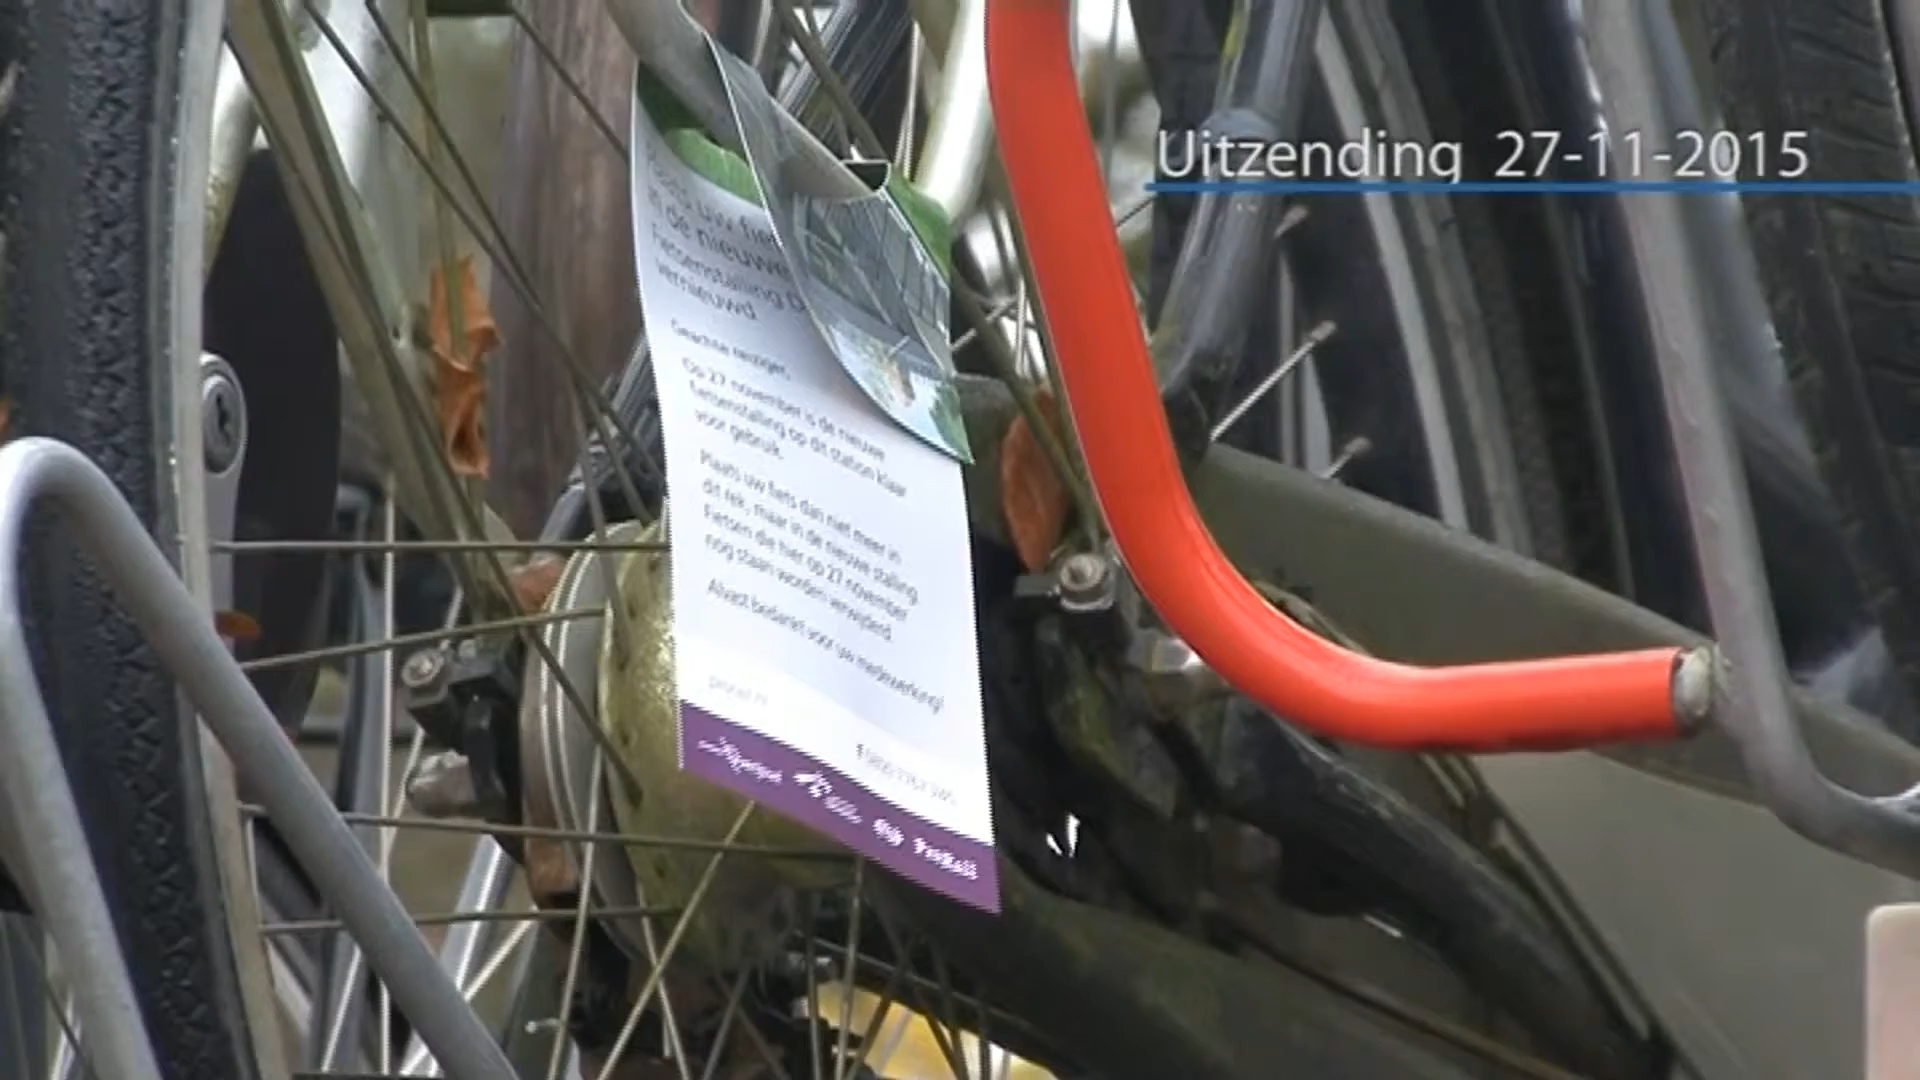 Uitzending 27-11-2015
uw fiets
in de nieuwe
fietsenstalling
vernieuwd
Geachte reiziger,
Op 27 november is de nieuwe
fietsenstalling op dit station klaar
voor gebruik.
Plaats uw fiets dan niet meer in
dit rek, maar in de nieuwe stalling.
Fietsen die hier op 27 november
nog staan worden verwijderd.
Alvast bedankt voor uw medewerking!